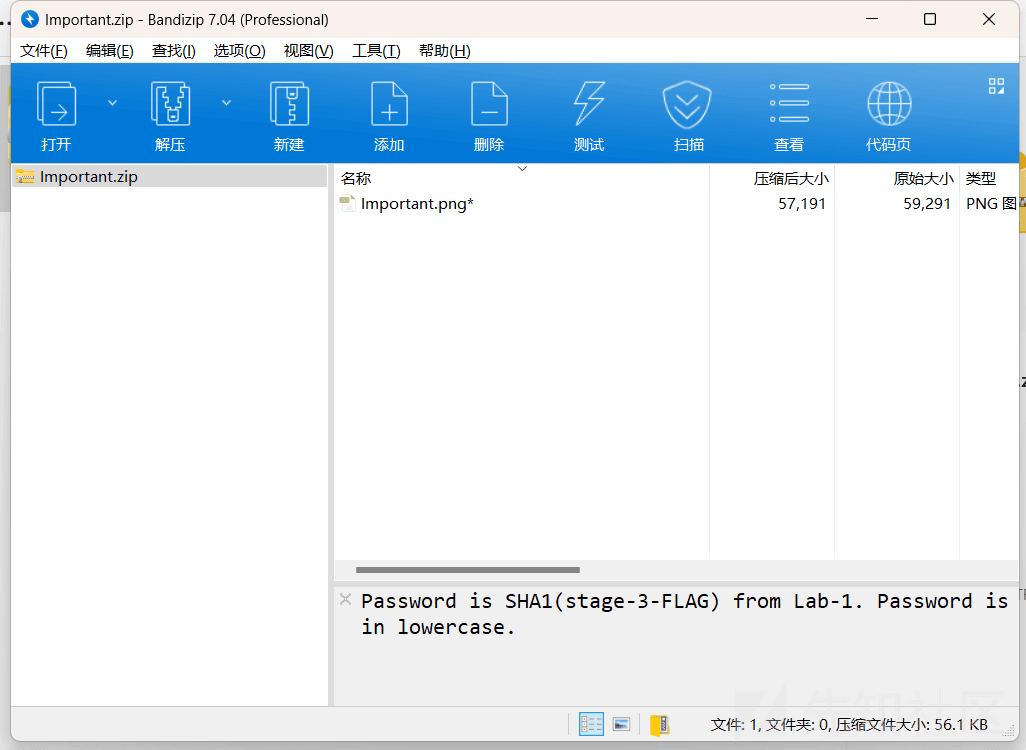 Important.zip - Bandizip 7.04 (Professional)
文件(F) 编辑(E) 查找(I) 选项(O) 视图(V) 工具(T) 帮助(H)
打开 解压 新建 添加 删除 测试 扫描 查看 代码页
Important.zip
名称 压缩后大小 原始大小 类型
Important.png* 57,191 59,291 PNG 图
Password is SHA1(stage-3-FLAG) from Lab-1. Password is
in lowercase.
先知社区
文件: 1, 文件夹: 0, 压缩文件大小: 56.1 KB